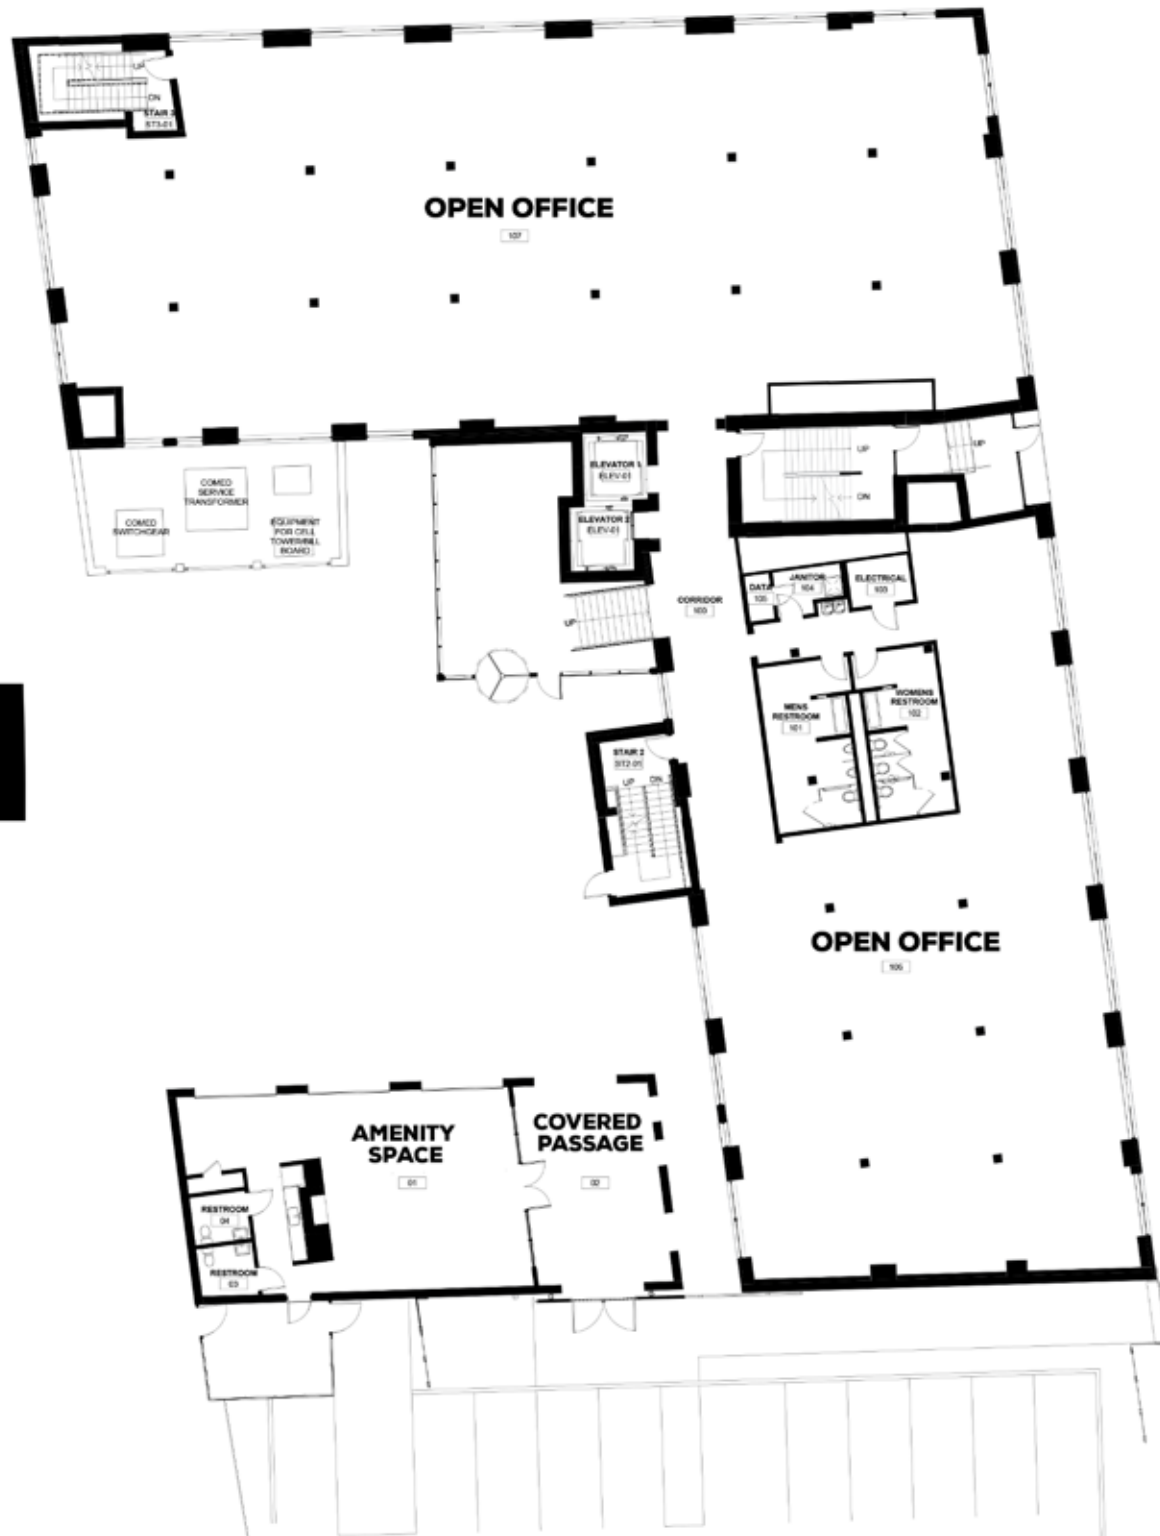 UP
DN
STAIR 3
ST3-01
OPEN OFFICE
107
COMED
SERVICE
TRANSFORMER
COMED
SWITCHGEAR
EQUIPMENT
FOR CELL
TOWER/BILL
BOARD
ELEVATOR 1
ELEV-01
ELEVATOR 2
ELEV-01
UP
UP
DN
UP
CORRIDOR
100
DATA
105
JANITOR
104
ELECTRICAL
103
MENS
RESTROOM
101
WOMENS
RESTROOM
102
STAIR 2
ST2-01
UP
DN
OPEN OFFICE
106
AMENITY
SPACE
01
COVERED
PASSAGE
02
RESTROOM
04
RESTROOM
03